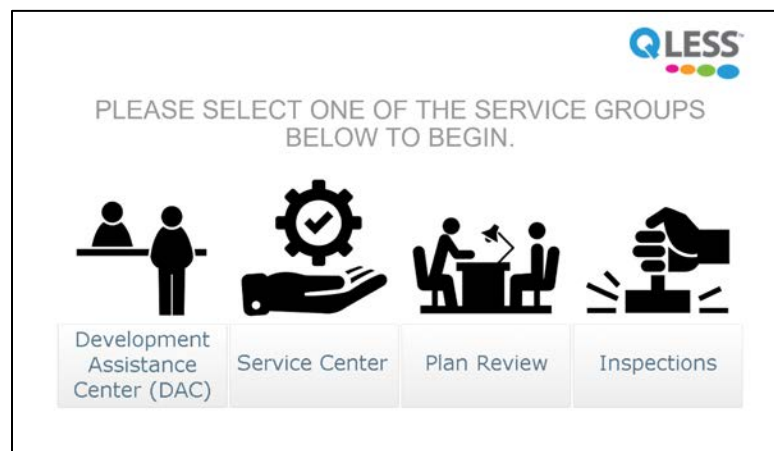 QLESS™
PLEASE SELECT ONE OF THE SERVICE GROUPS
BELOW TO BEGIN.
Development
Assistance
Center (DAC)
Service Center
Plan Review
Inspections